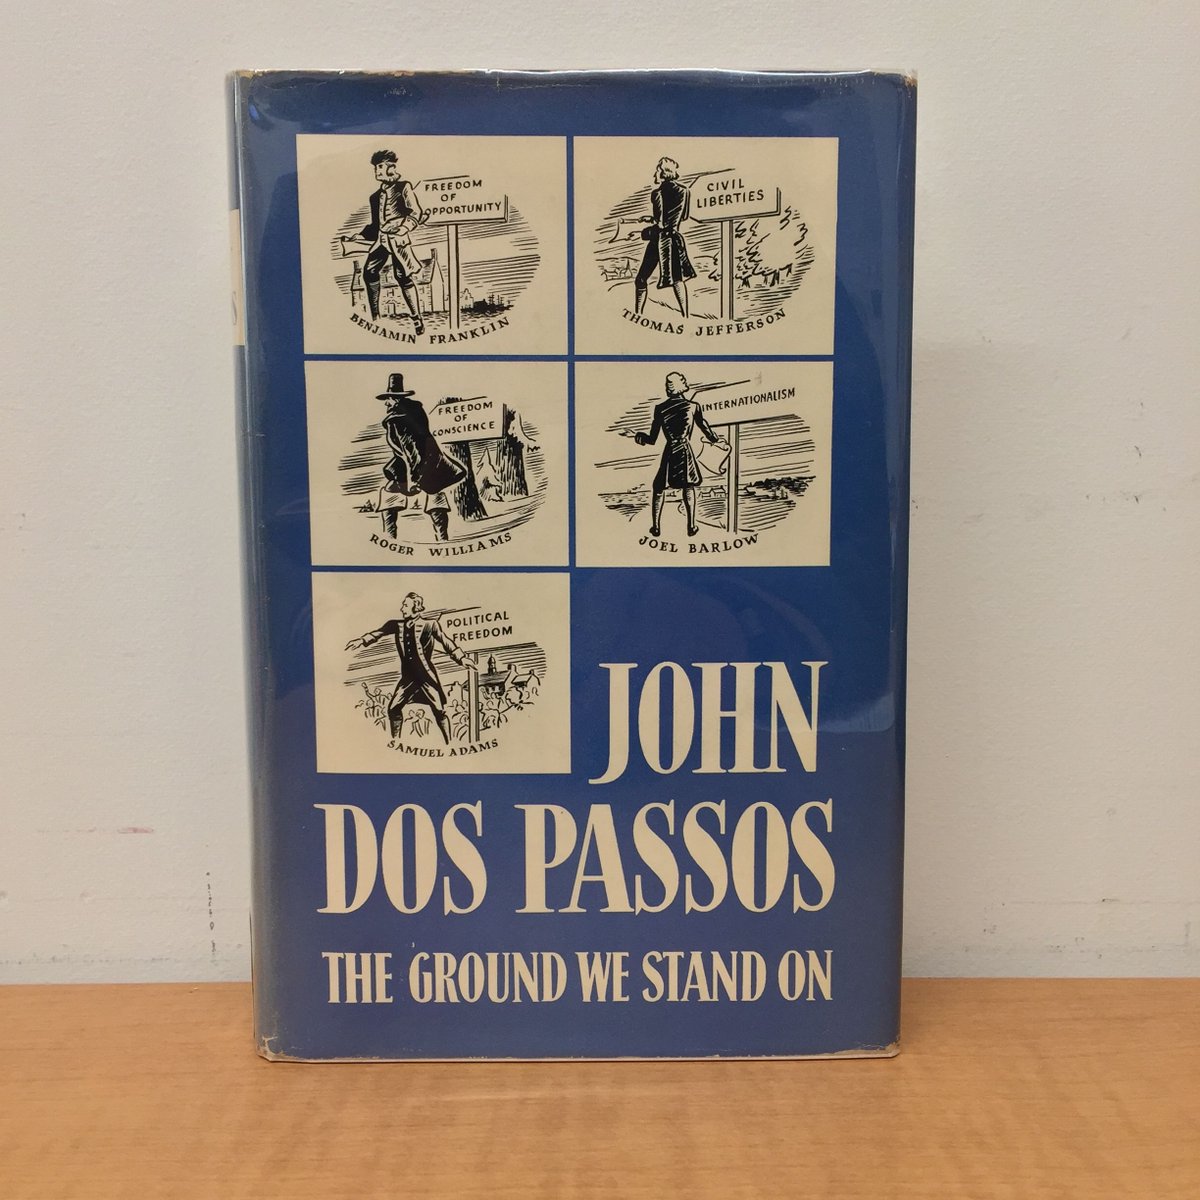 FREEDOM
OF
OPPORTUNITY
BENJAMIN FRANKLIN
CIVIL
LIBERTIES
THOMAS JEFFERSON
FREEDOM
OF
CONSCIENCE
ROGER WILLIAMS
INTERNATIONALISM
JOEL BARLOW
POLITICAL
FREEDOM
SAMUEL ADAMS
JOHN
DOS PASSOS
THE GROUND WE STAND ON